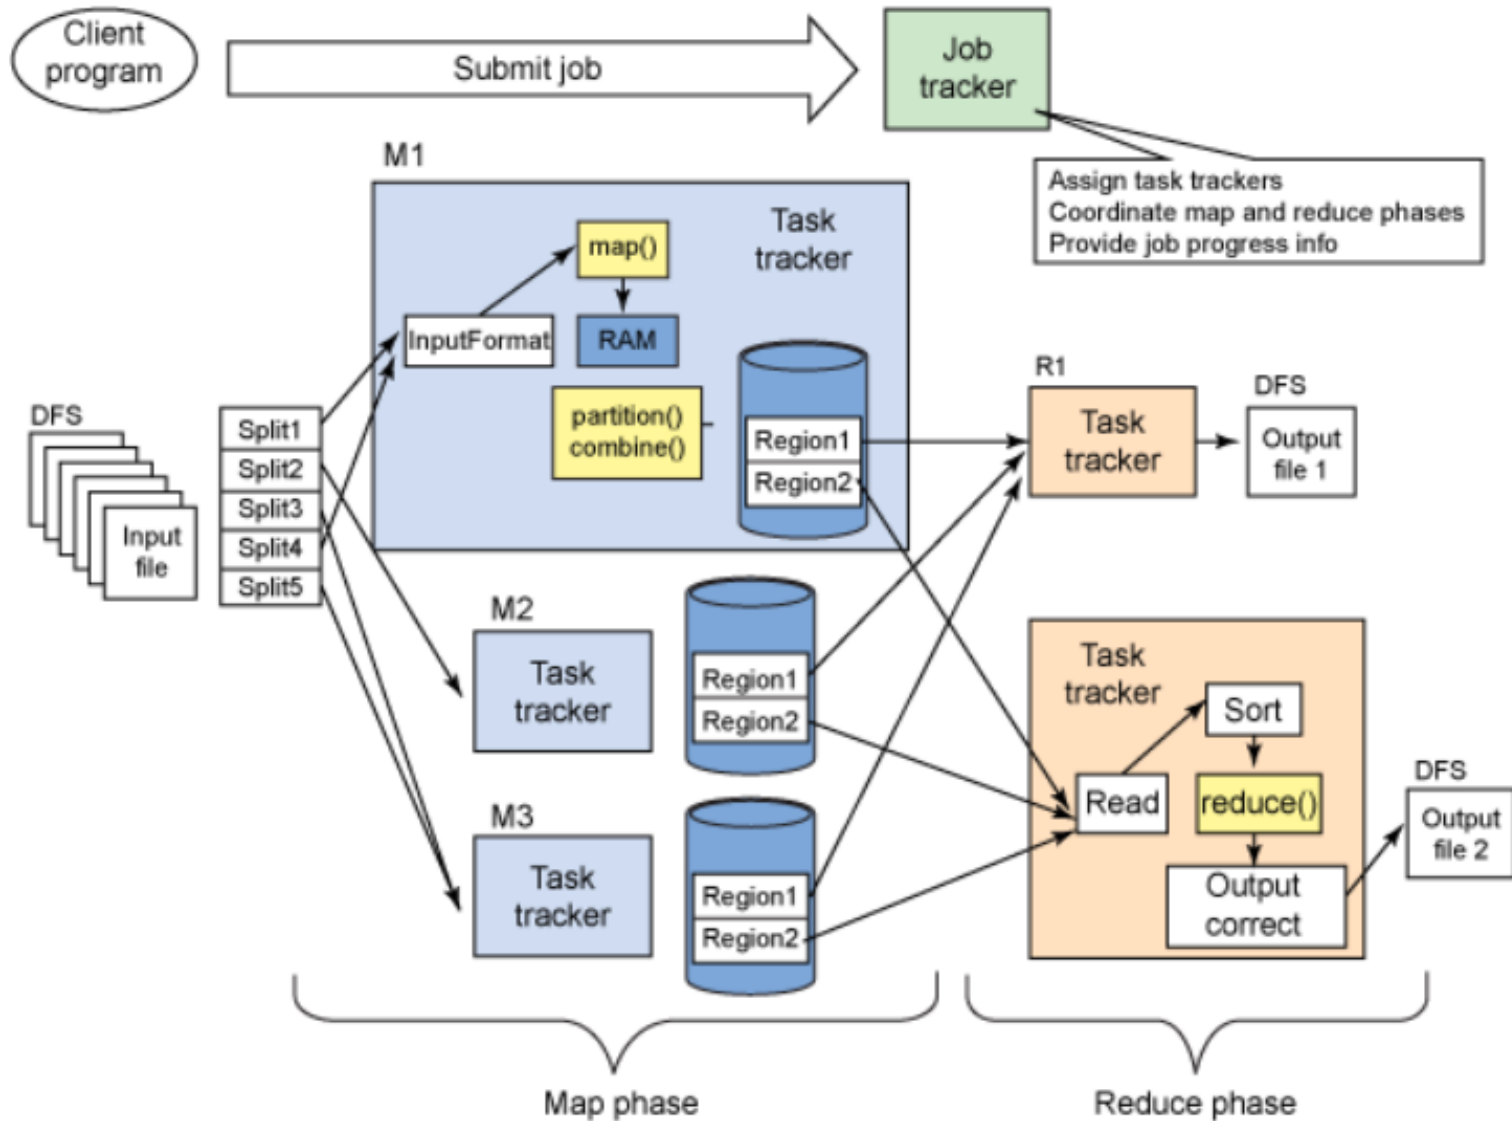 Client
program
Submit job
Job
tracker
Assign task trackers
Coordinate map and reduce phases
Provide job progress info
M1
Task
tracker
map()
InputFormat
RAM
partition()
combine()
Region1
Region2
DFS
Input
file
Split1
Split2
Split3
Split4
Split5
M2
Task
tracker
Region1
Region2
M3
Task
tracker
Region1
Region2
R1
Task
tracker
DFS
Output
file 1
Task
tracker
Sort
Read
reduce()
Output
correct
DFS
Output
file 2
Map phase
Reduce phase